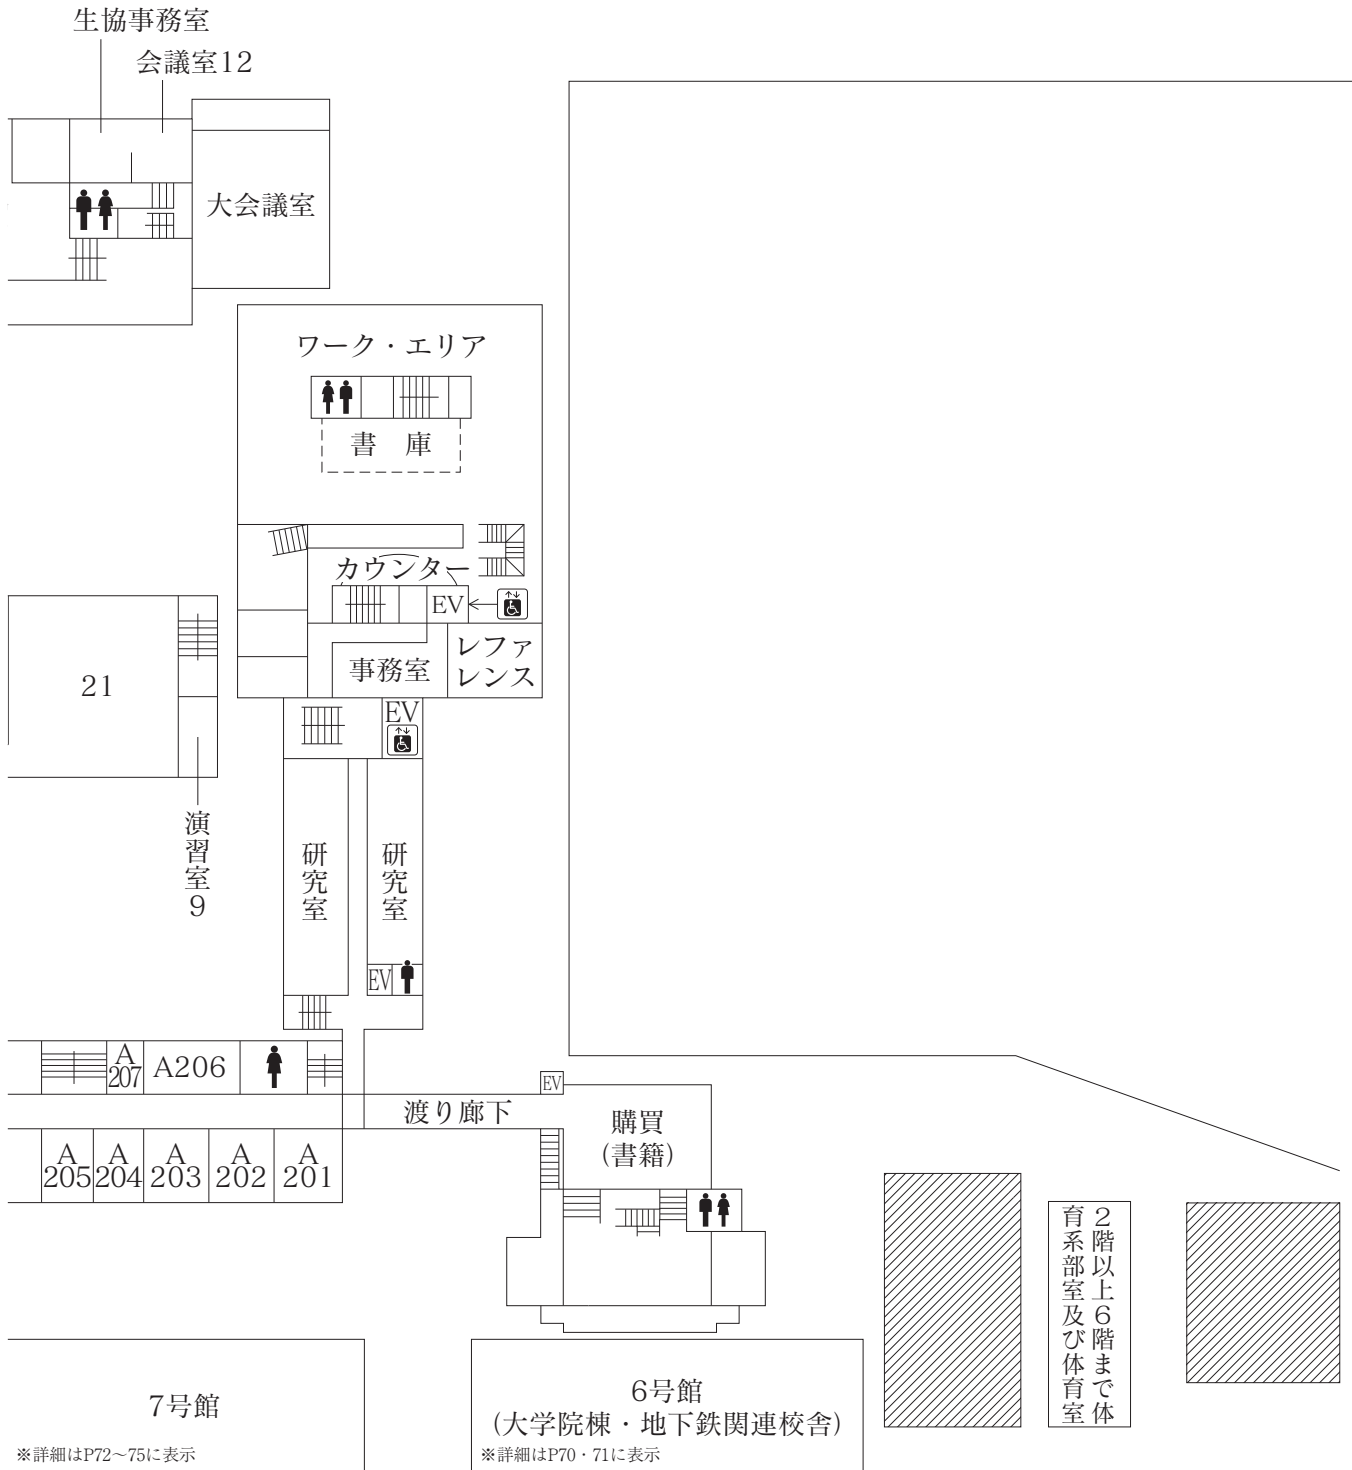 生協事務室
会議室12
大会議室
ワーク・エリア
書 庫
カウンター
EV
レファ
レンス
事務室
21
EV
演習室9
研究室
研究室
EV
A
207
A206
EV
渡り廊下
購買
(書籍)
A
205
A
204
A
203
A
202
A
201
2階以上6階まで体
育系部室及び体育室
7号館
※詳細はP72~75に表示
6号館
(大学院棟・地下鉄関連校舎)
※詳細はP70・71に表示